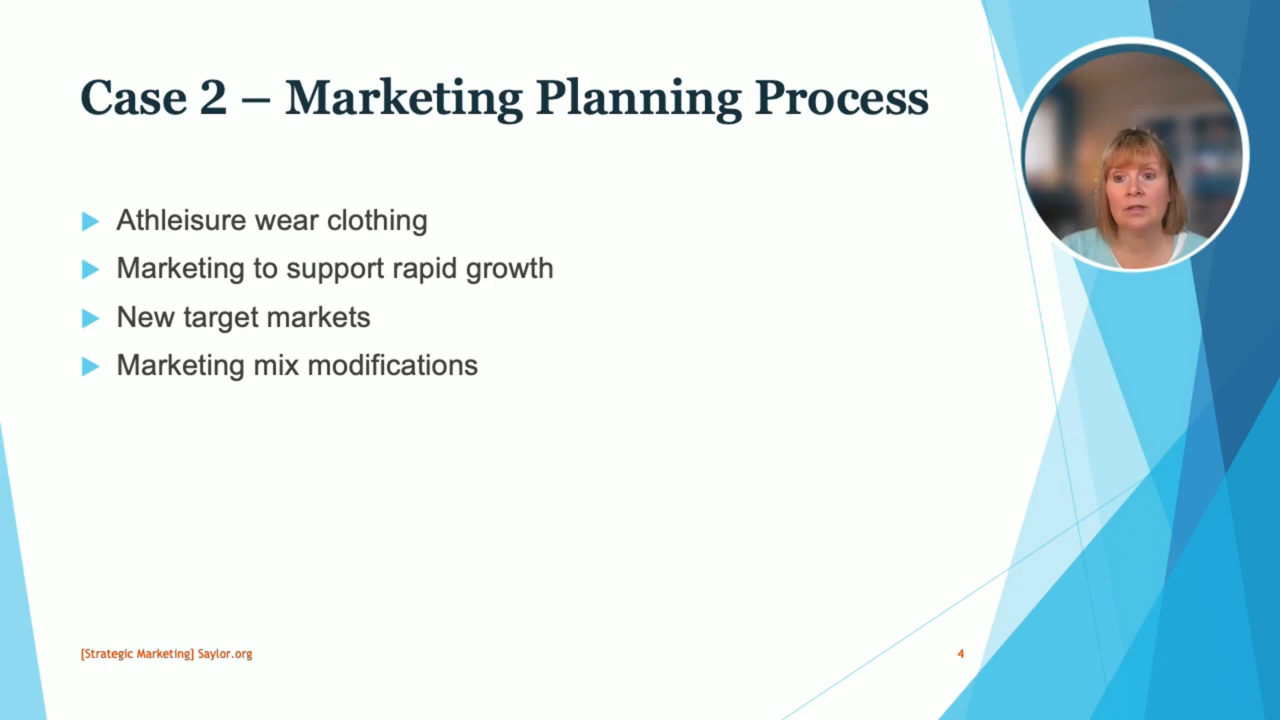 Case 2 – Marketing Planning Process
Athleisure wear clothing
Marketing to support rapid growth
New target markets
Marketing mix modifications
[Strategic Marketing] Saylor.org
4